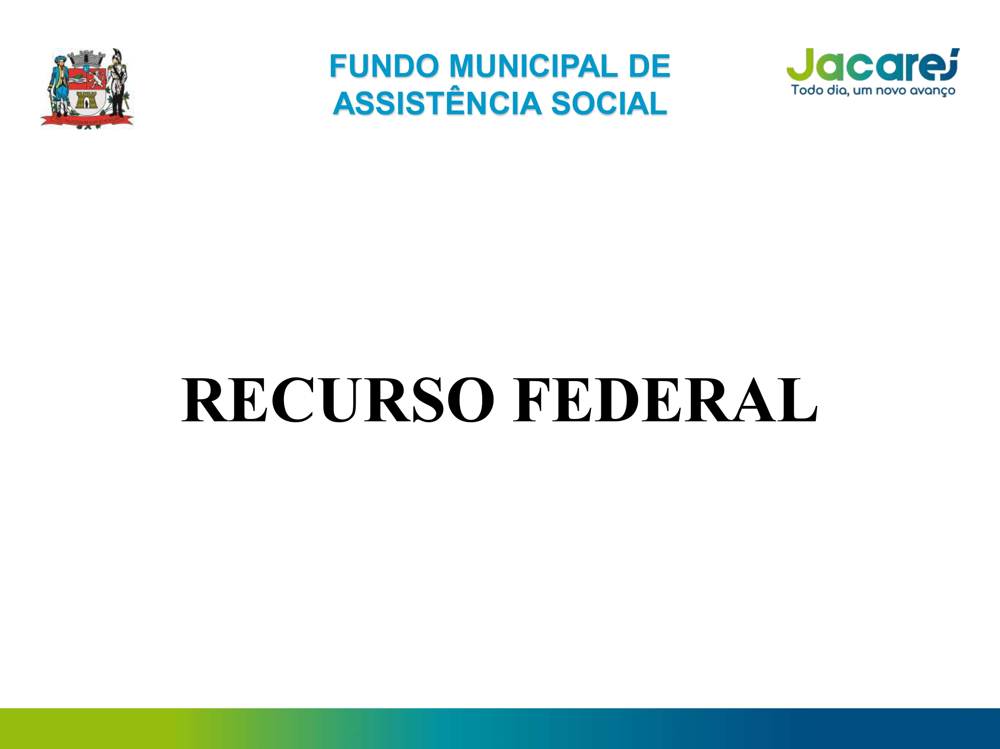 FUNDO MUNICIPAL DE
ASSISTÊNCIA SOCIAL
Jacareí
Todo dia, um novo avanço
RECURSO FEDERAL